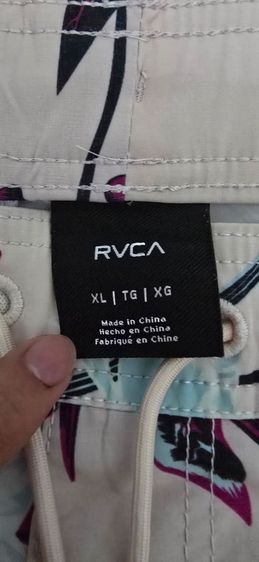 RVCA
XL | TG | XG
Made in China
Hecho en China
Fabriqué en Chine